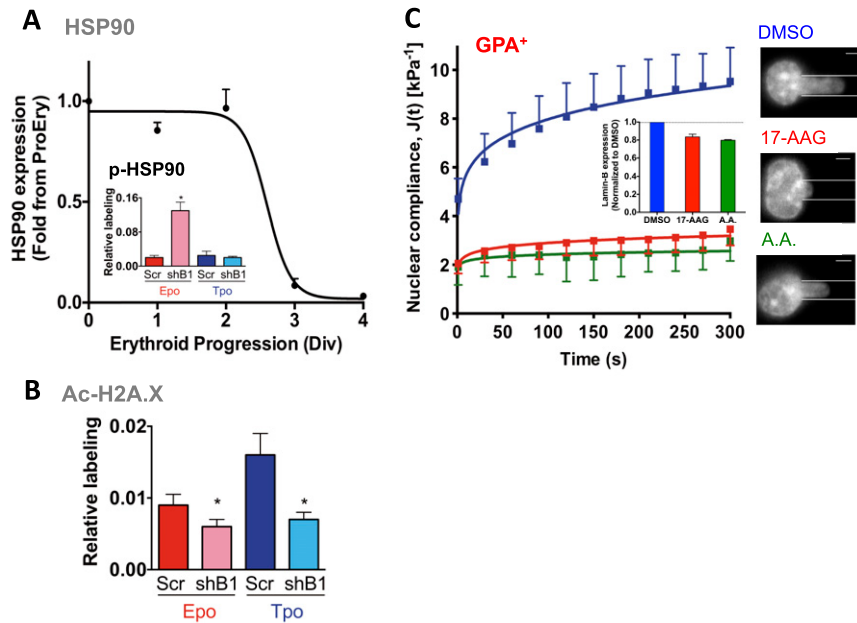 A HSP90
HSP90 expression
(Fold from ProEry)
1.0
0.5
0.0
0 1 2 3 4
Erythroid Progression (Div)
p-HSP90
Relative labeling
0.16
0.08
0.00
*
Scr shB1 Scr shB1
Epo Tpo
B Ac-H2A.X
Relative labeling
0.02
0.01
0.00
* *
Scr shB1 Scr shB1
Epo Tpo
C
GPA+
Nuclear compliance, J(t) [kPa-1]
10
8
6
4
2
0
0 50 100 150 200 250 300
Time (s)
Lamin-B expression
(Normalized to DMSO)
1.0
0.8
0.6
0.4
0.2
0.0
DMSO 17-AAG A.A.
DMSO
17-AAG
A.A.